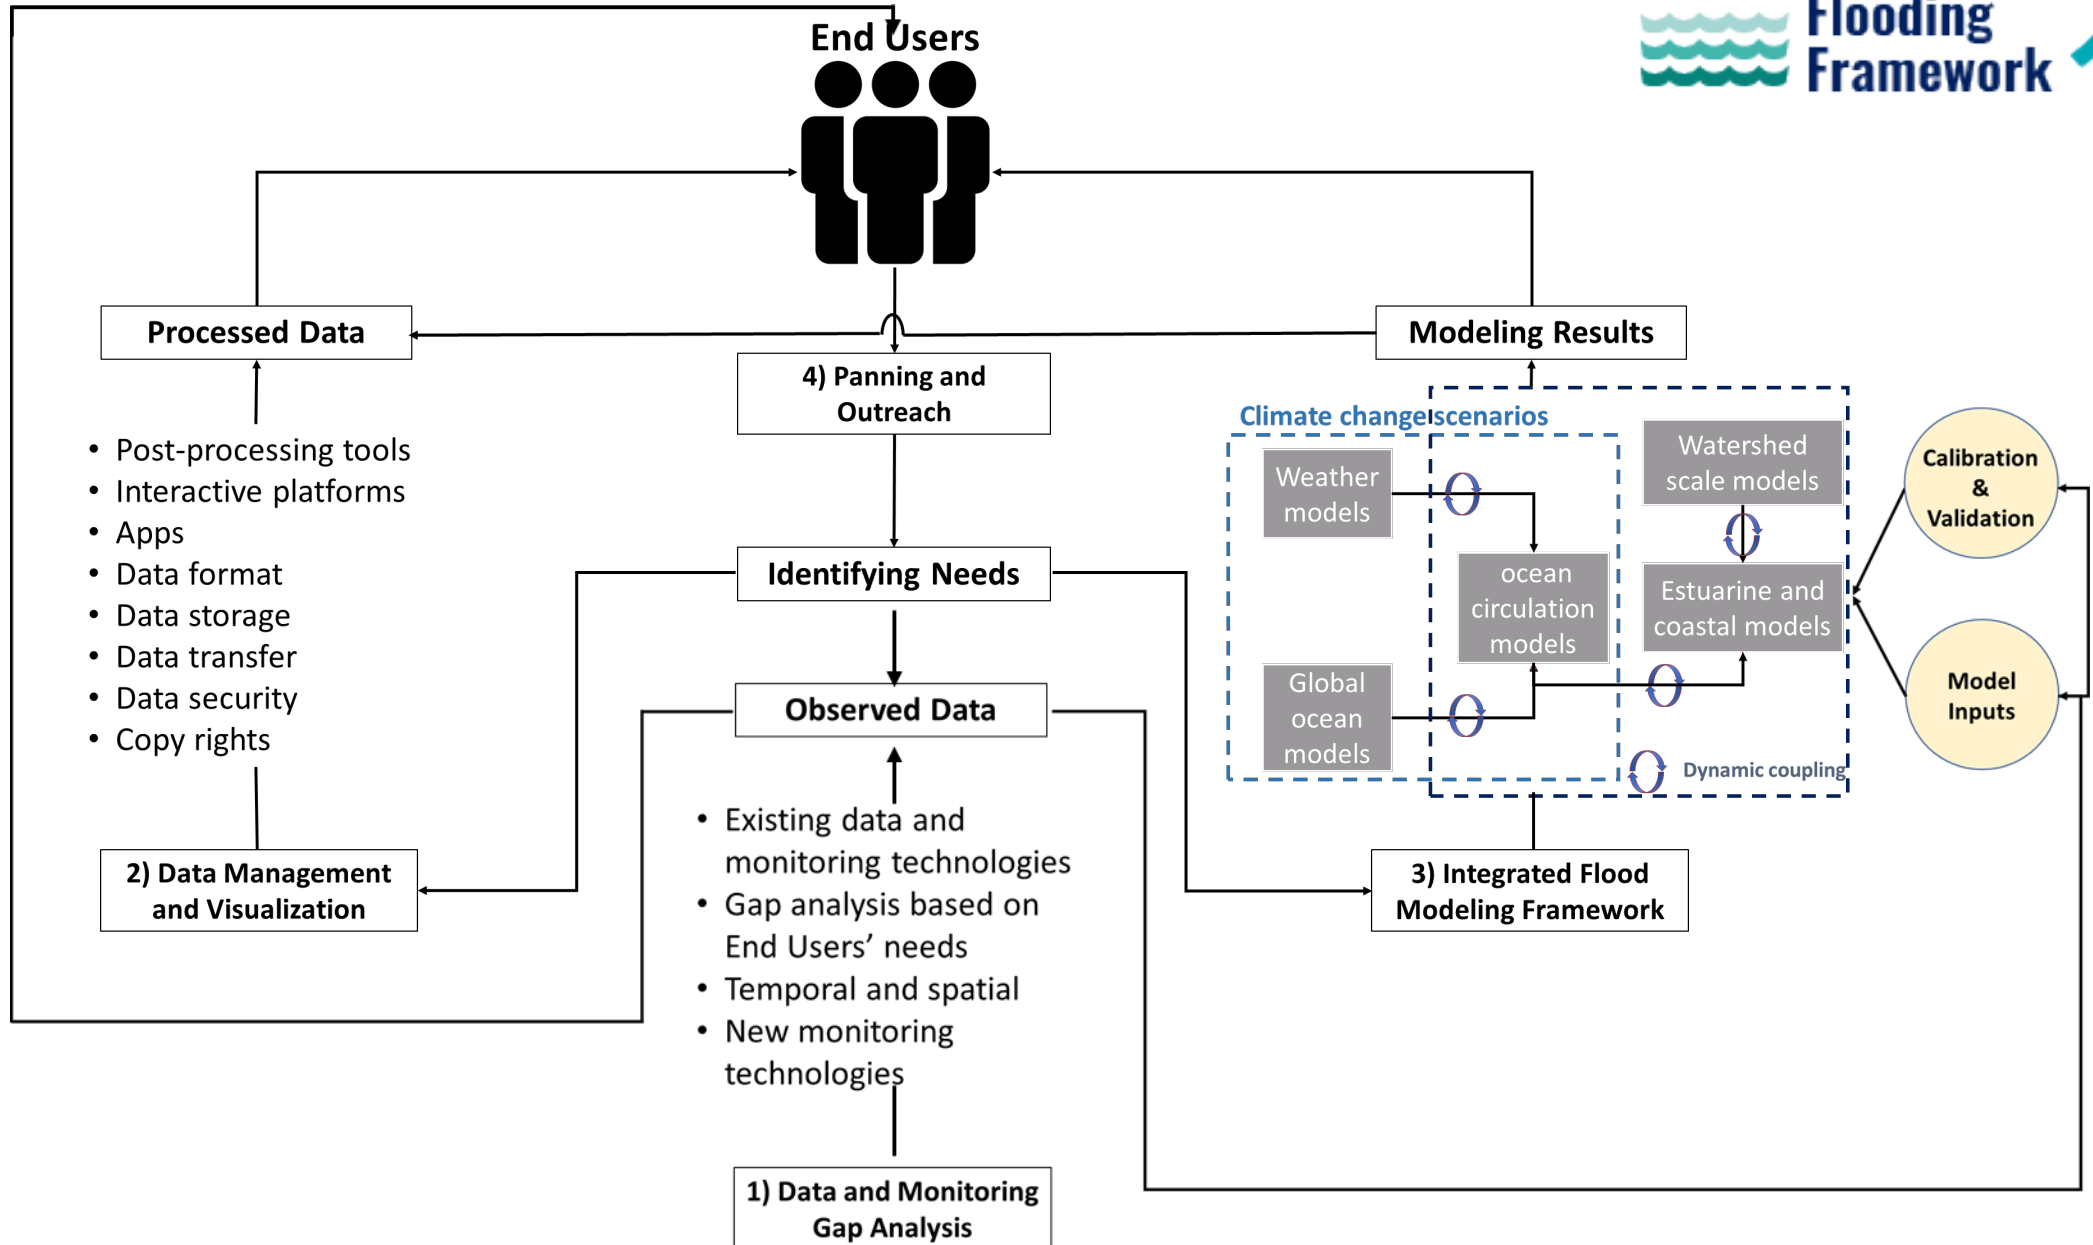 Flooding
Framework
End Users
Processed Data
Modeling Results
4) Panning and
Outreach
Climate change scenarios
• Post-processing tools
• Interactive platforms
• Apps
• Data format
• Data storage
• Data transfer
• Data security
• Copy rights
Weather
models
Watershed
scale models
Calibration
&
Validation
Identifying Needs
ocean
circulation
models
Estuarine and
coastal models
Global
ocean
models
Model
Inputs
Observed Data
Dynamic coupling
• Existing data and
monitoring technologies
• Gap analysis based on
End Users’ needs
• Temporal and spatial
• New monitoring
technologies
2) Data Management
and Visualization
3) Integrated Flood
Modeling Framework
1) Data and Monitoring
Gap Analysis